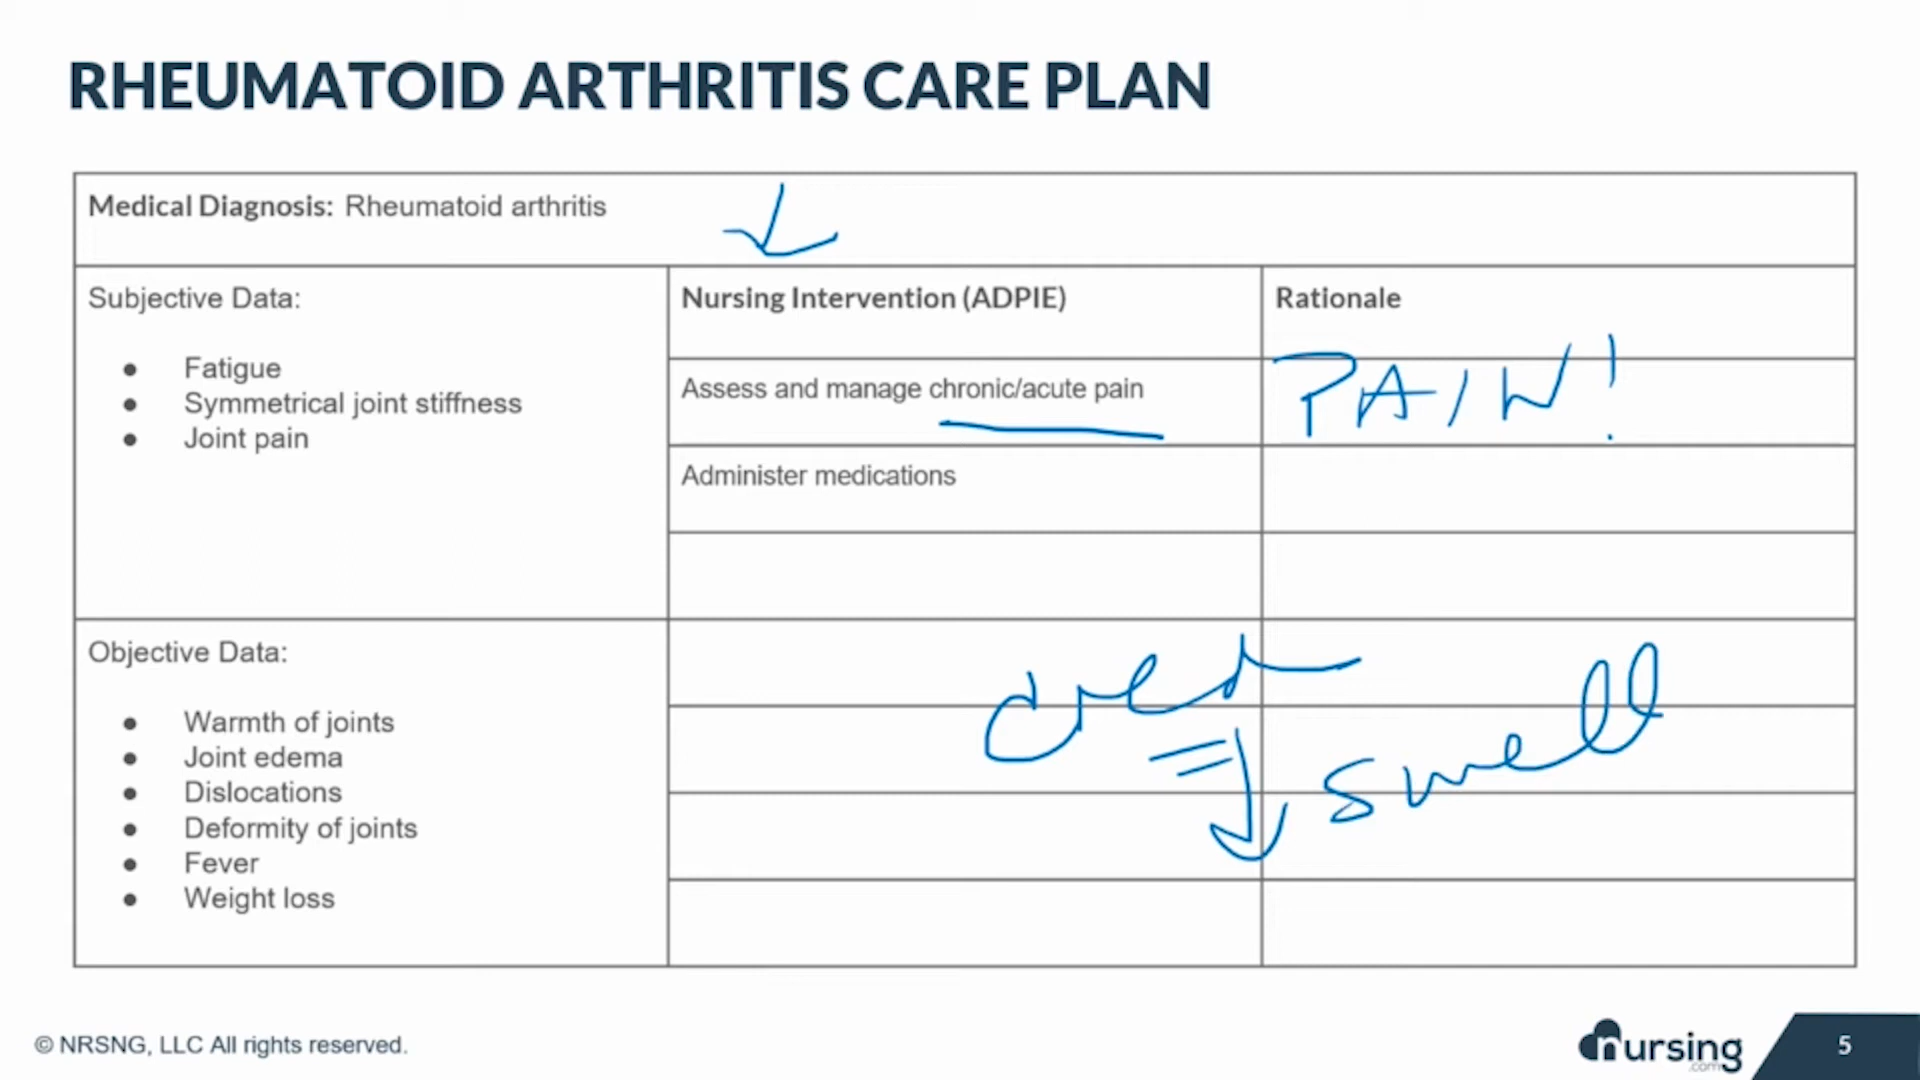 RHEUMATOID ARTHRITIS CARE PLAN
Medical Diagnosis: Rheumatoid arthritis
Subjective Data:
● Fatigue
● Symmetrical joint stiffness
● Joint pain
Nursing Intervention (ADPIE)
Rationale
Assess and manage chronic/acute pain
PAIN!
Administer medications
Objective Data:
● Warmth of joints
● Joint edema
● Dislocations
● Deformity of joints
● Fever
● Weight loss
swell
© NRSNG, LLC All rights reserved.
nursing
.com
5